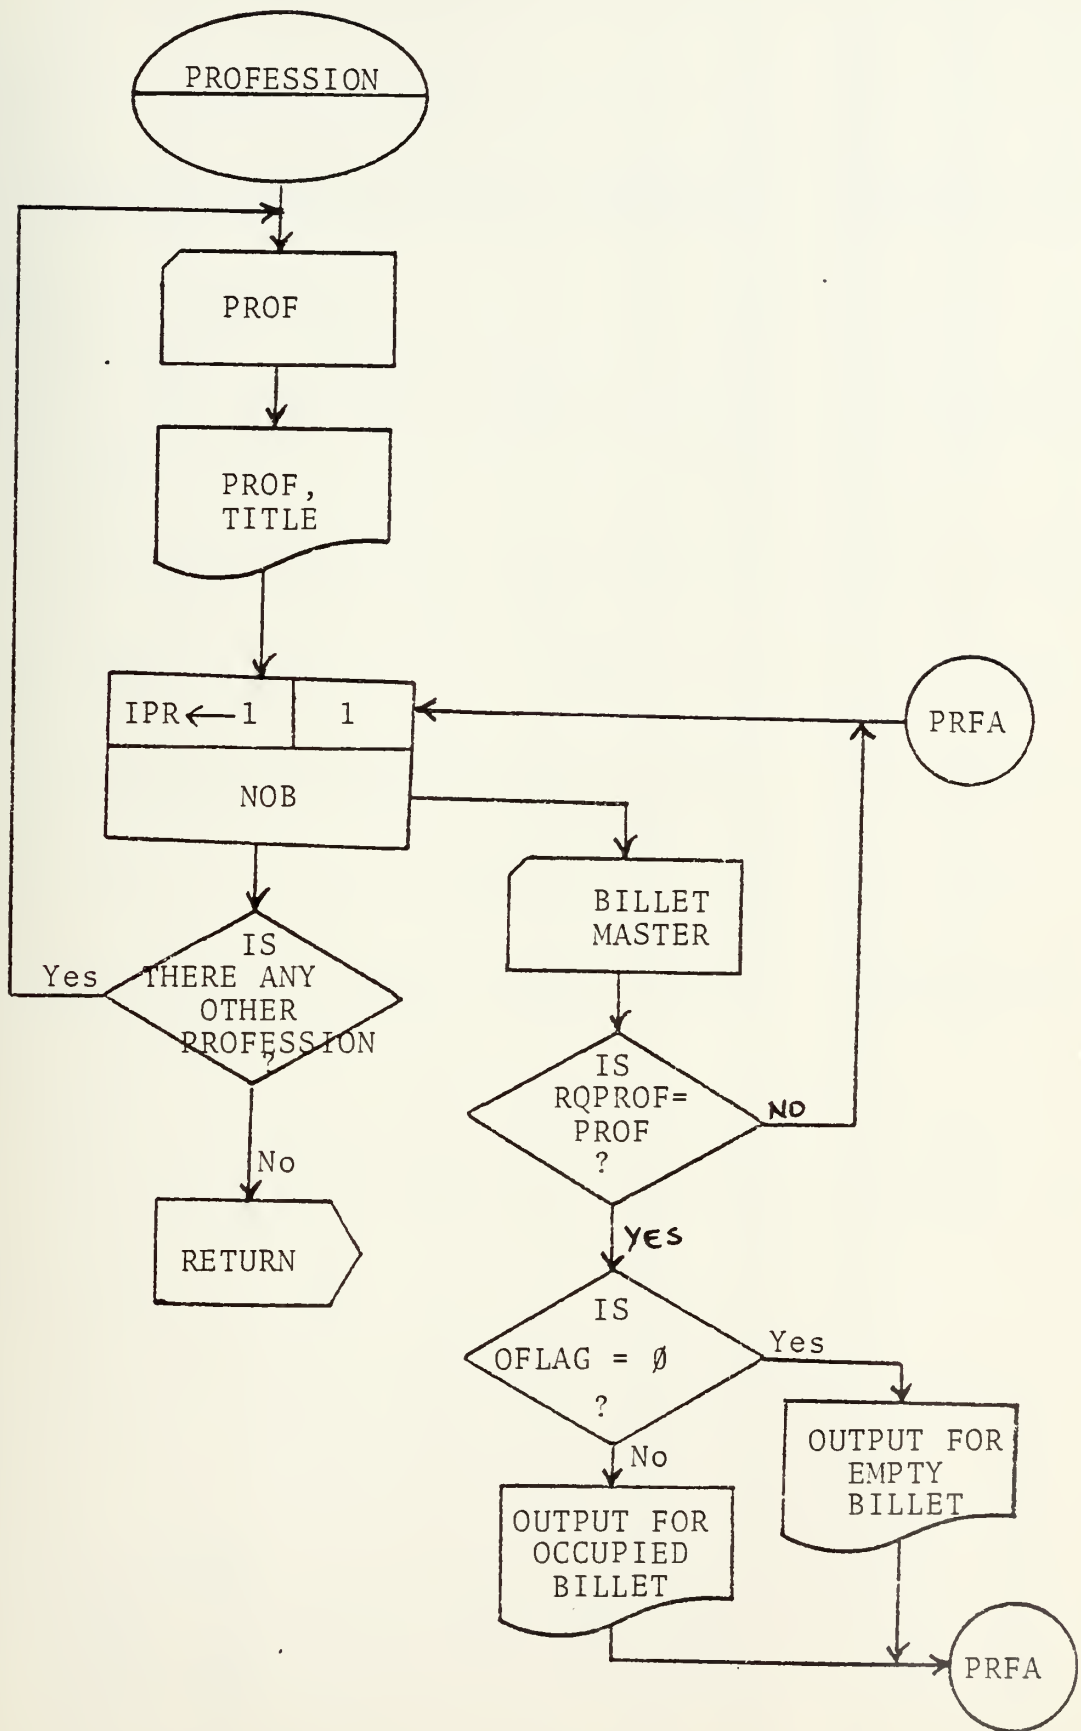 PROFESSION
PROF
PROF,
TITLE
IPR ← 1 1
NOB
PRFA
BILLET
MASTER
IS
THERE ANY
OTHER
PROFESSION
?
Yes
No
RETURN
IS
RQPROF=
PROF
?
NO
YES
IS
OFLAG = Ø
?
Yes
No
OUTPUT FOR
EMPTY
BILLET
OUTPUT FOR
OCCUPIED
BILLET
PRFA